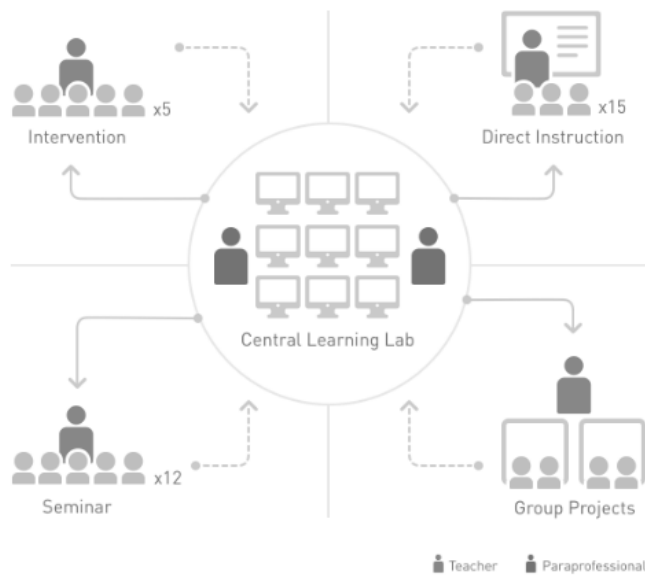 x5
Intervention
x15
Direct Instruction
Central Learning Lab
x12
Seminar
Group Projects
Teacher Paraprofessional